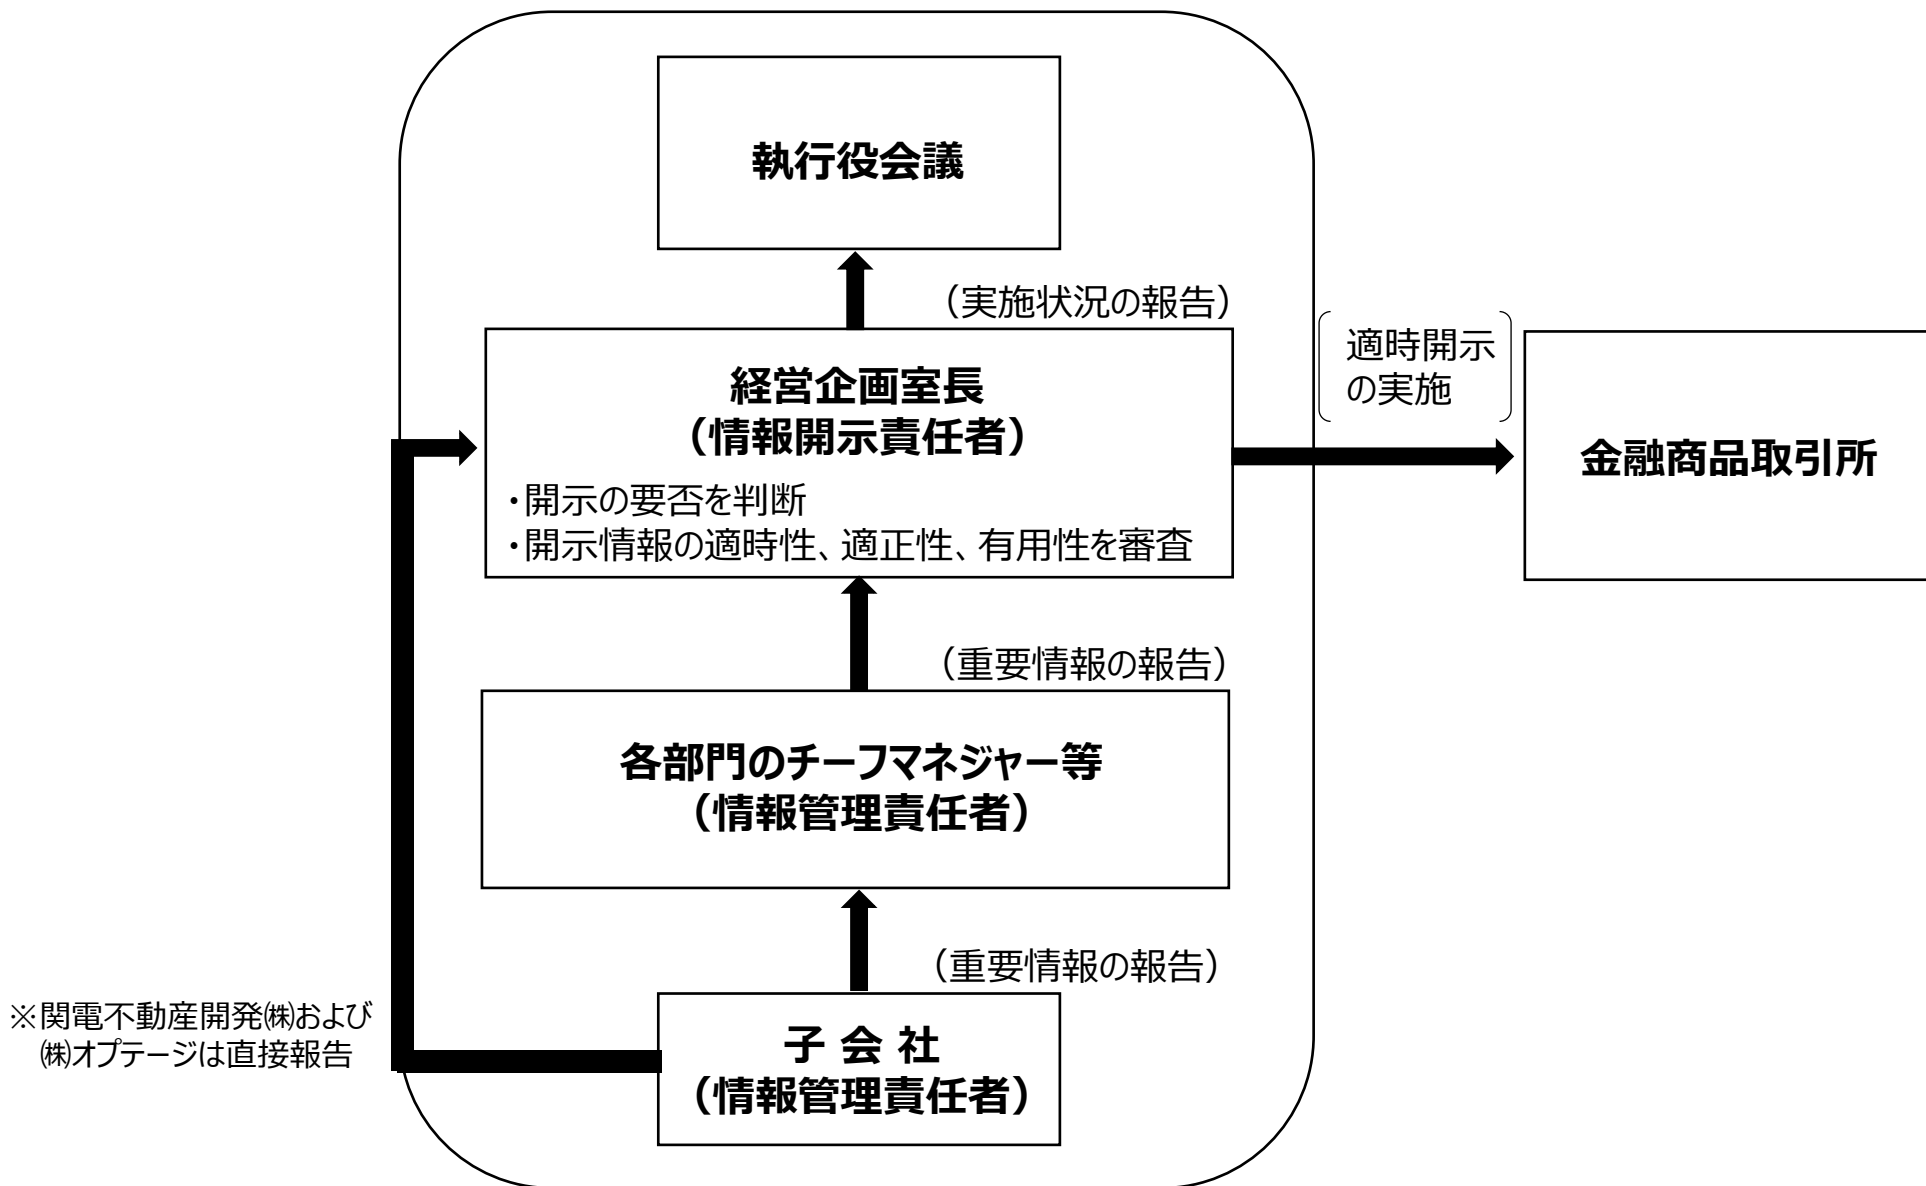 執行役会議
（実施状況の報告）
経営企画室長
（情報開示責任者）
・開示の要否を判断
・開示情報の適時性、適正性、有用性を審査
適時開示
の実施
金融商品取引所
（重要情報の報告）
各部門のチーフマネジャー等
（情報管理責任者）
（重要情報の報告）
子 会 社
（情報管理責任者）
※関電不動産開発㈱および
㈱オプテージは直接報告